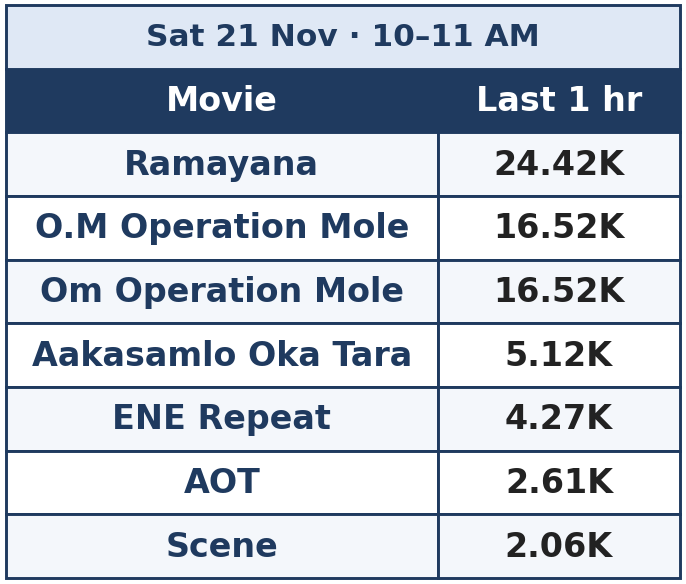 Sat 21 Nov · 10–11 AM
Movie Last 1 hr
Ramayana 24.42K
O.M Operation Mole 16.52K
Om Operation Mole 16.52K
Aakasamlo Oka Tara 5.12K
ENE Repeat 4.27K
AOT 2.61K
Scene 2.06K